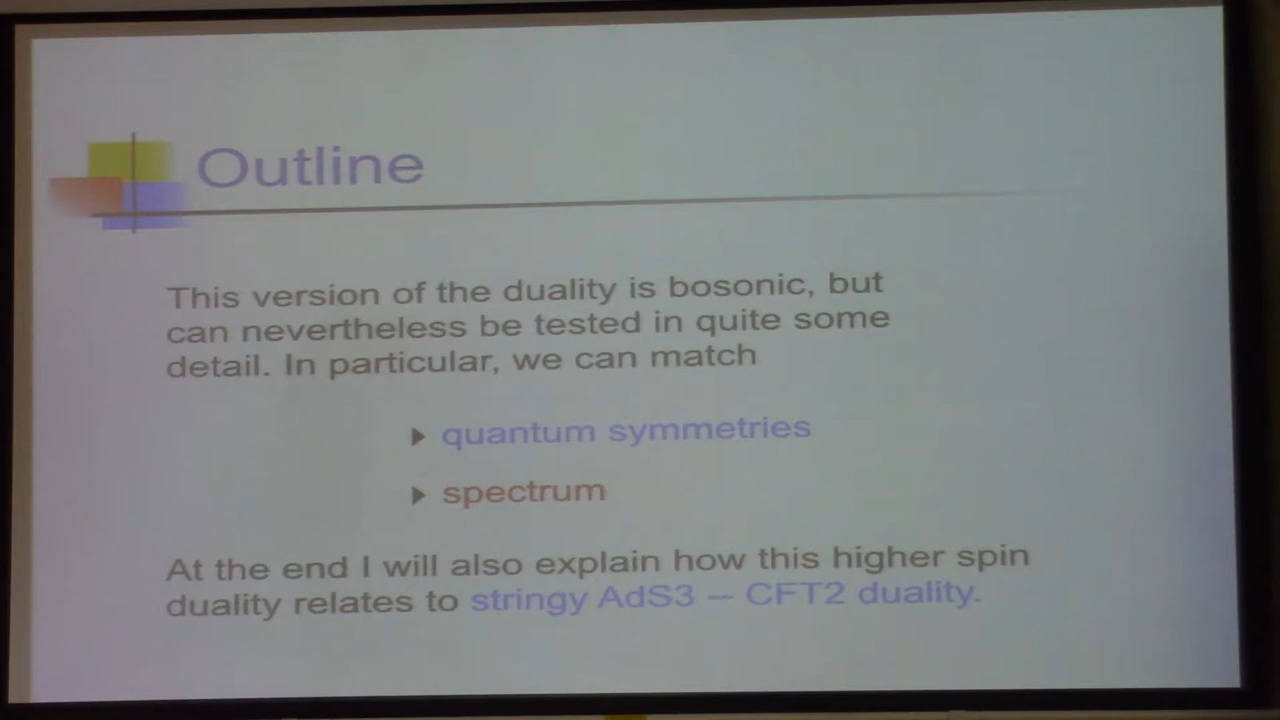 Outline
This version of the duality is bosonic, but
can nevertheless be tested in quite some
detail. In particular, we can match
quantum symmetries
spectrum
At the end I will also explain how this higher spin
duality relates to stringy AdS3 – CFT2 duality.